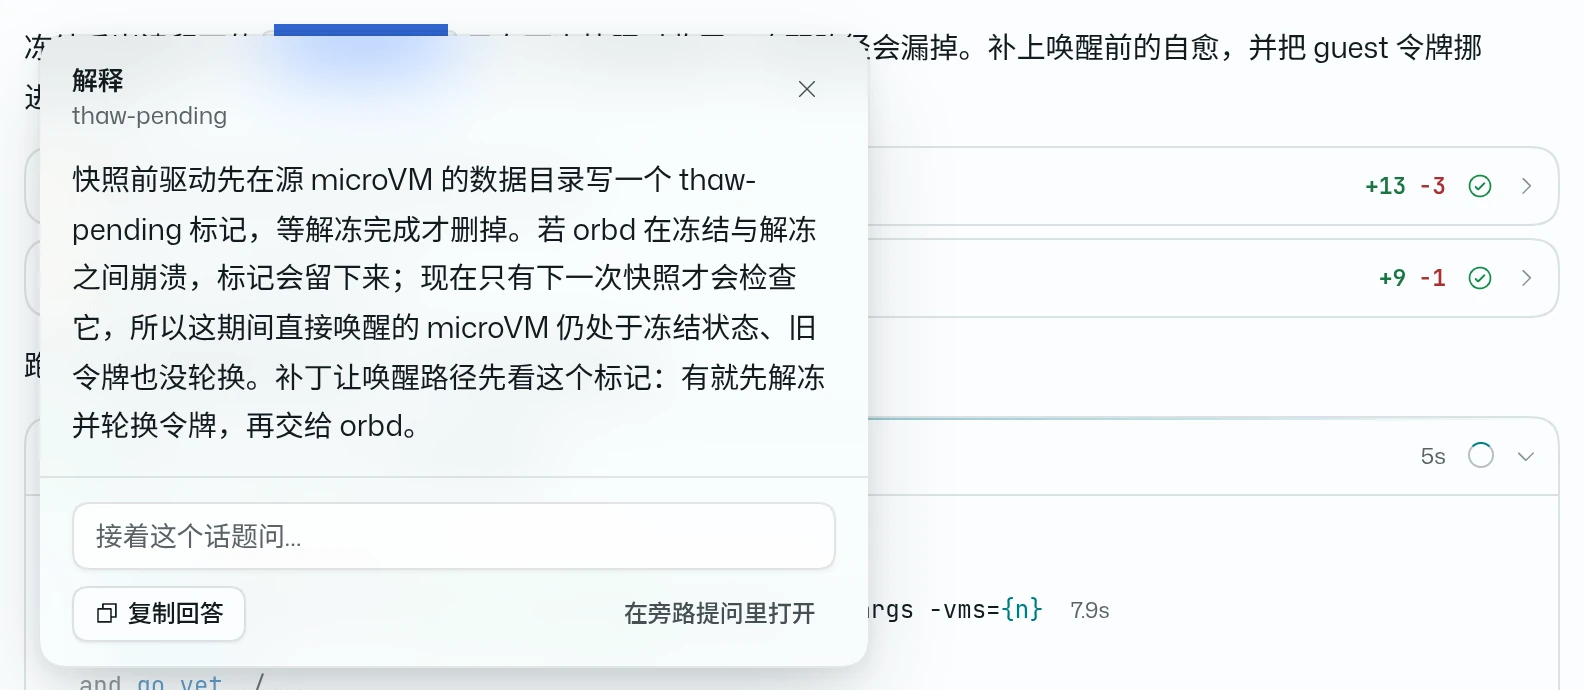 会漏掉。补上唤醒前的自愈，并把 guest 令牌挪
解释
thaw-pending
快照前驱动先在源 microVM 的数据目录写一个 thaw-
pending 标记，等解冻完成才删掉。若 orbd 在冻结与解冻
之间崩溃，标记会留下来；现在只有下一次快照才会检查
它，所以这期间直接唤醒的 microVM 仍处于冻结状态、旧
令牌也没轮换。补丁让唤醒路径先看这个标记：有就先解冻
并轮换令牌，再交给 orbd。
+13 -3
+9 -1
5s
接着这个话题问...
args -vms={n} 7.9s
复制回答
在旁路提问里打开
and go vet ./